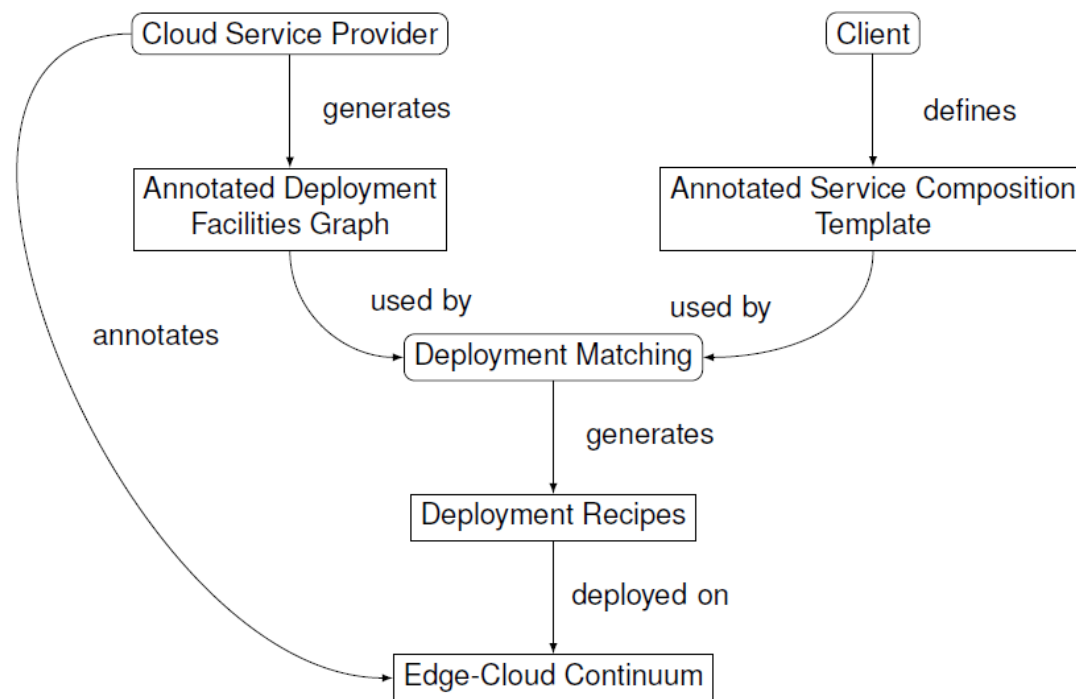 Cloud Service Provider
Client
generates
defines
Annotated Deployment
Facilities Graph
Annotated Service Composition
Template
used by
used by
annotates
Deployment Matching
generates
Deployment Recipes
deployed on
Edge-Cloud Continuum